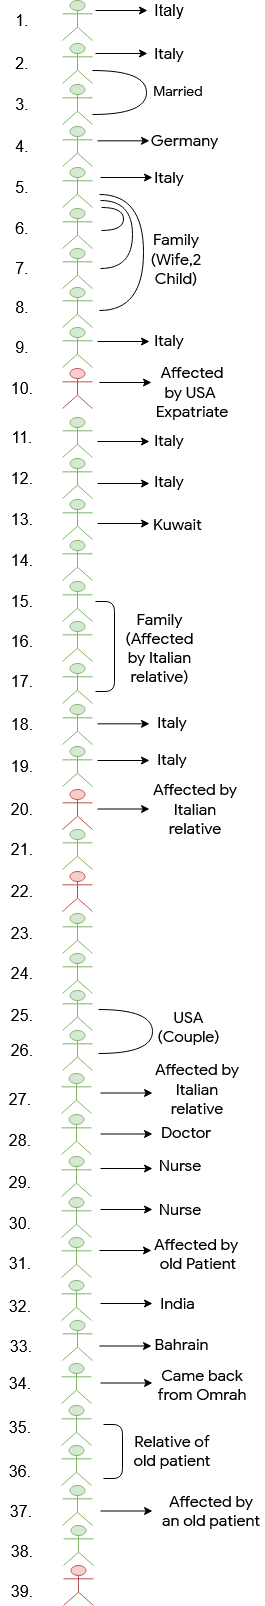 1. Italy
2. Italy
Married
3.
4. Germany
5. Italy
6.
Family
(Wife,2
Child)
7.
8.
9. Italy
10. Affected
by USA
Expatriate
11. Italy
12. Italy
13. Kuwait
14.
15.
Family
(Affected
by Italian
relative)
16.
17.
18. Italy
19. Italy
20. Affected by
Italian
relative
21.
22.
23.
24.
25. USA
(Couple)
26.
27. Affected by
Italian
relative
28. Doctor
29. Nurse
30. Nurse
31. Affected by
old Patient
32. India
33. Bahrain
34. Came back
from Omrah
35.
Relative of
old patient
36.
37. Affected by
an old patient
38.
39.